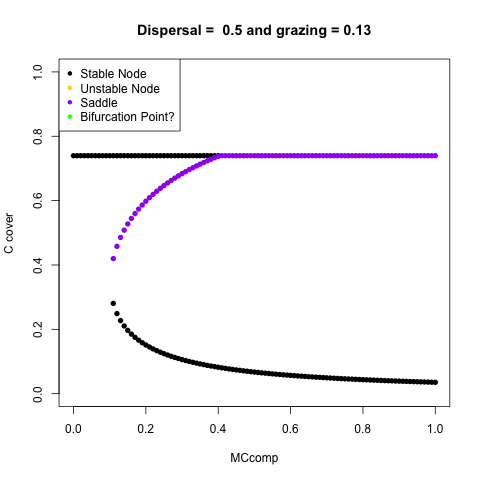 Dispersal =  0.5 and grazing = 0.13
Stable Node
Unstable Node
Saddle
Bifurcation Point?
1.0
0.8
0.6
0.4
0.2
0.0
C cover
0.0 0.2 0.4 0.6 0.8 1.0
MCcomp